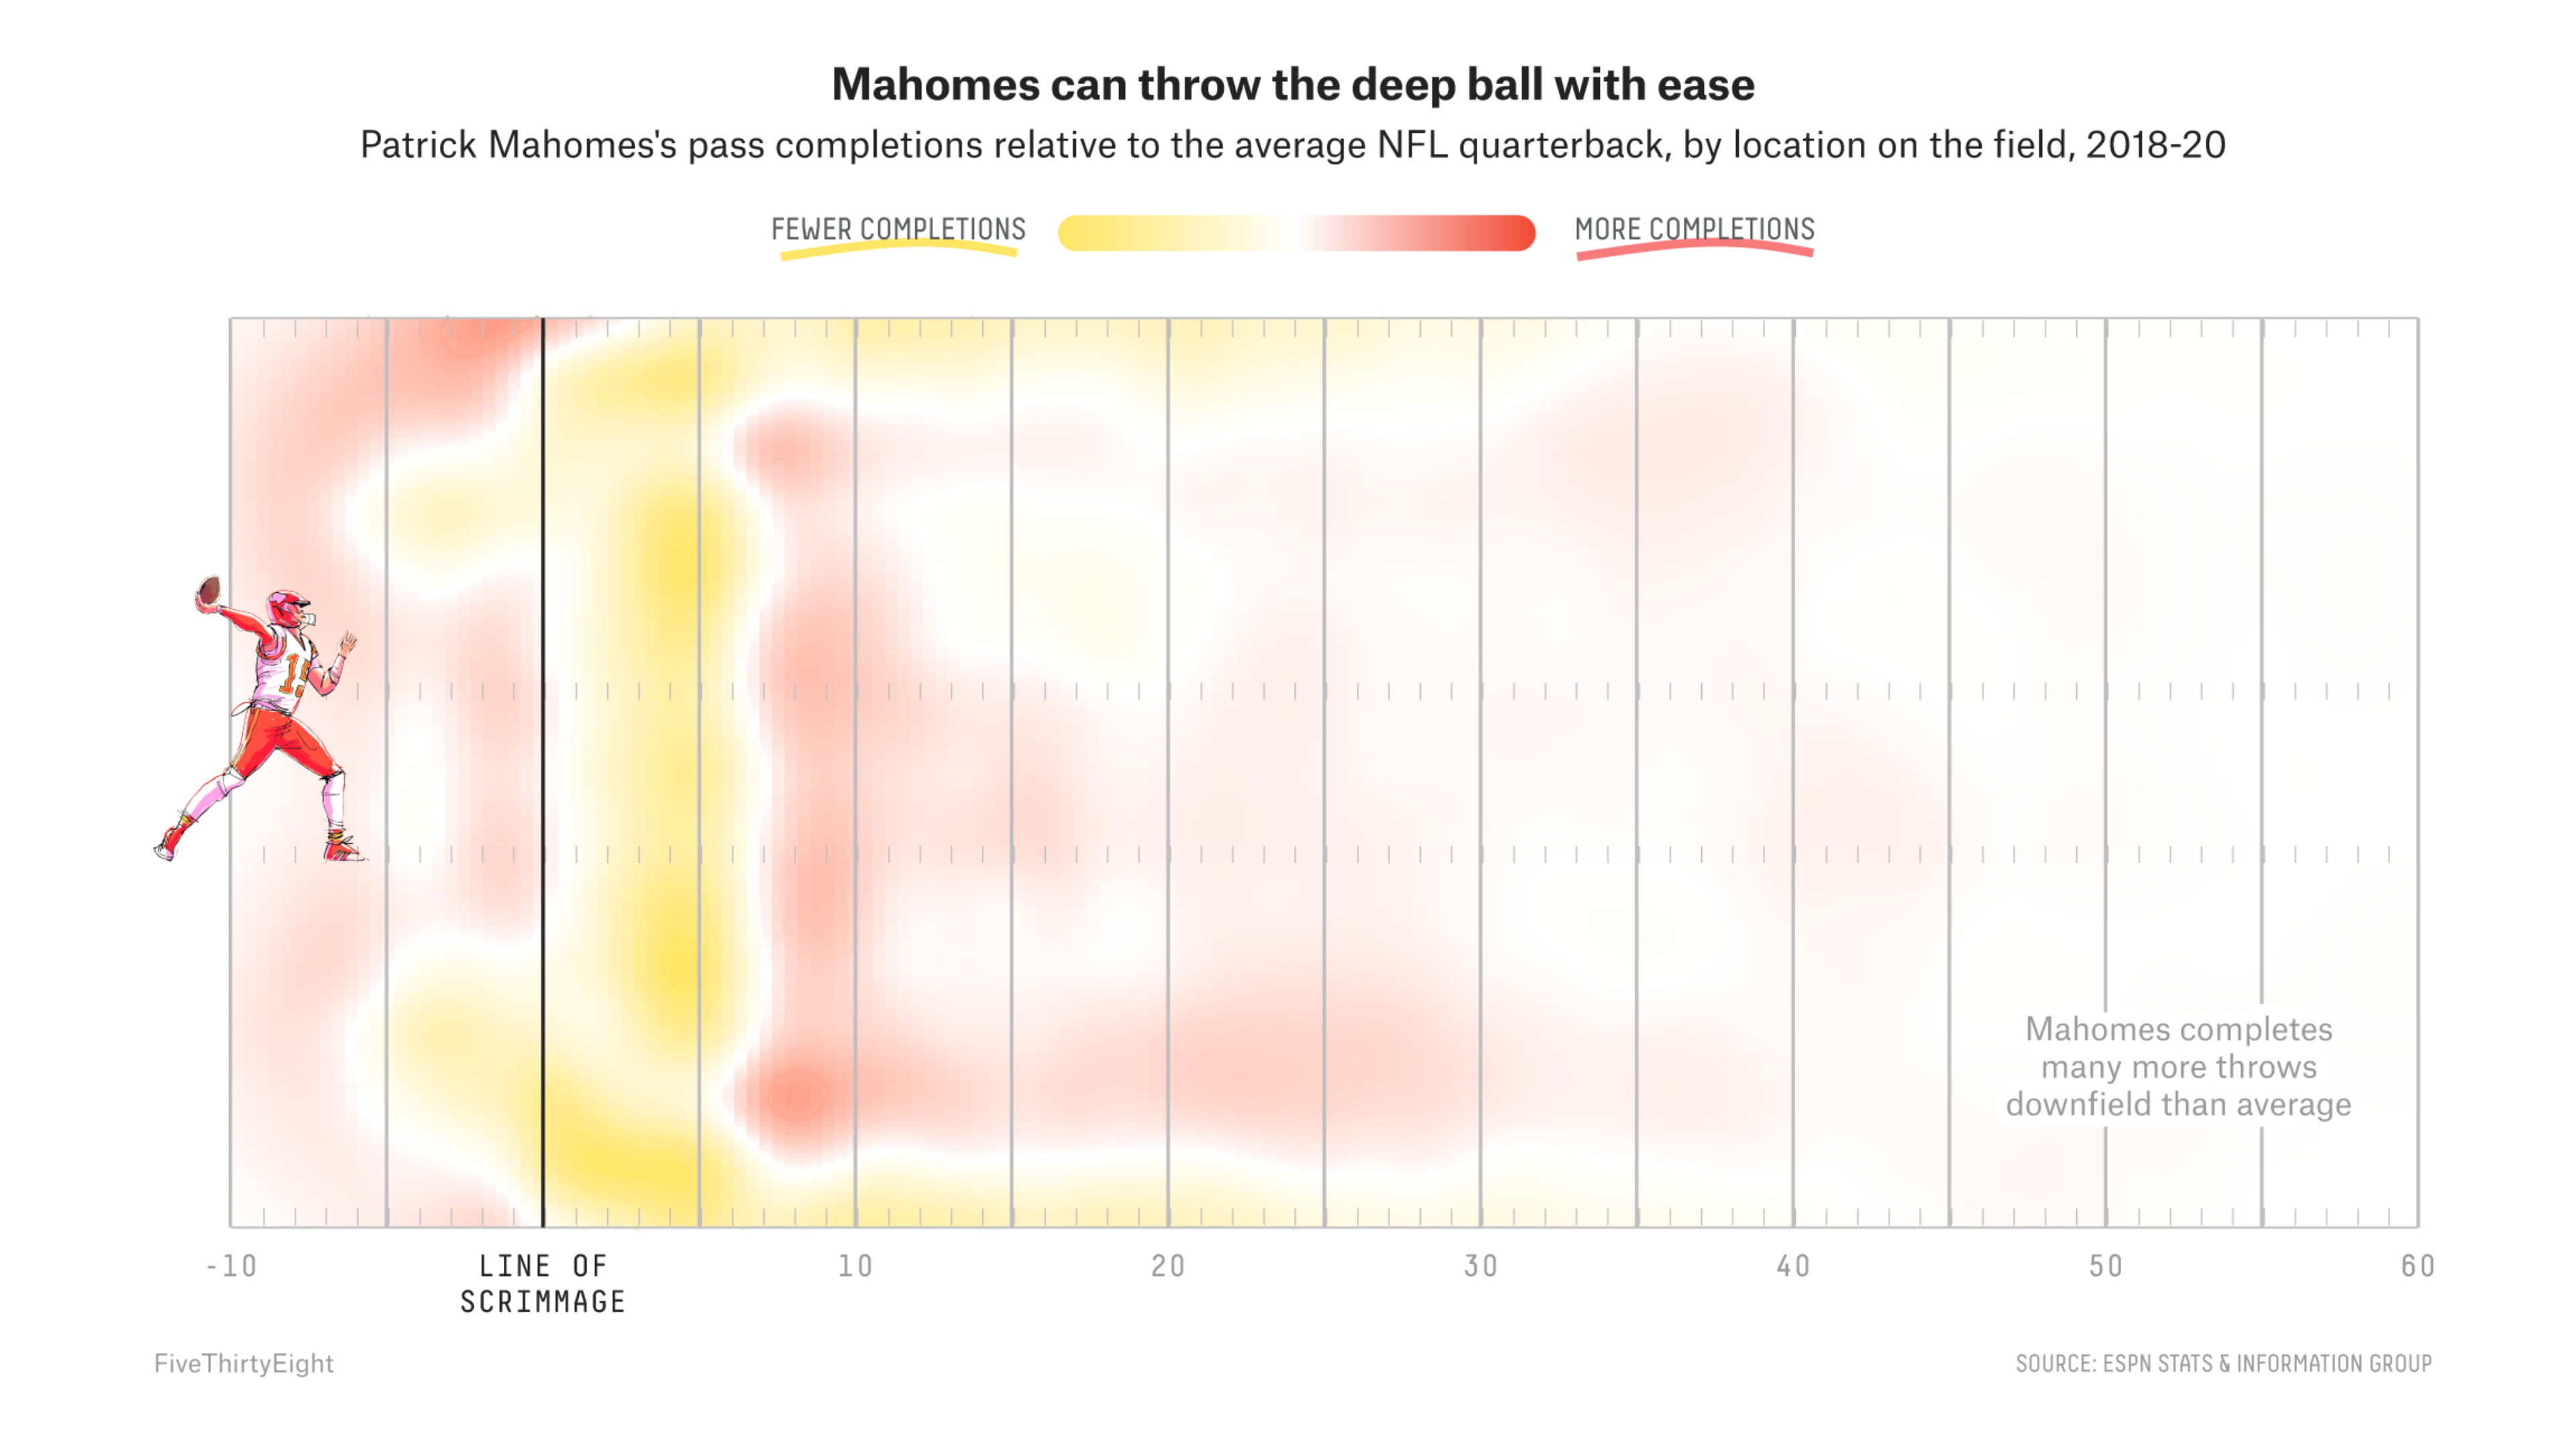 Mahomes can throw the deep ball with ease
Patrick Mahomes's pass completions relative to the average NFL quarterback, by location on the field, 2018-20
FEWER COMPLETIONS MORE COMPLETIONS
Mahomes completes
many more throws
downfield than average
-10 LINE OF 10 20 30 40 50 60
SCRIMMAGE
FiveThirtyEight SOURCE: ESPN STATS & INFORMATION GROUP